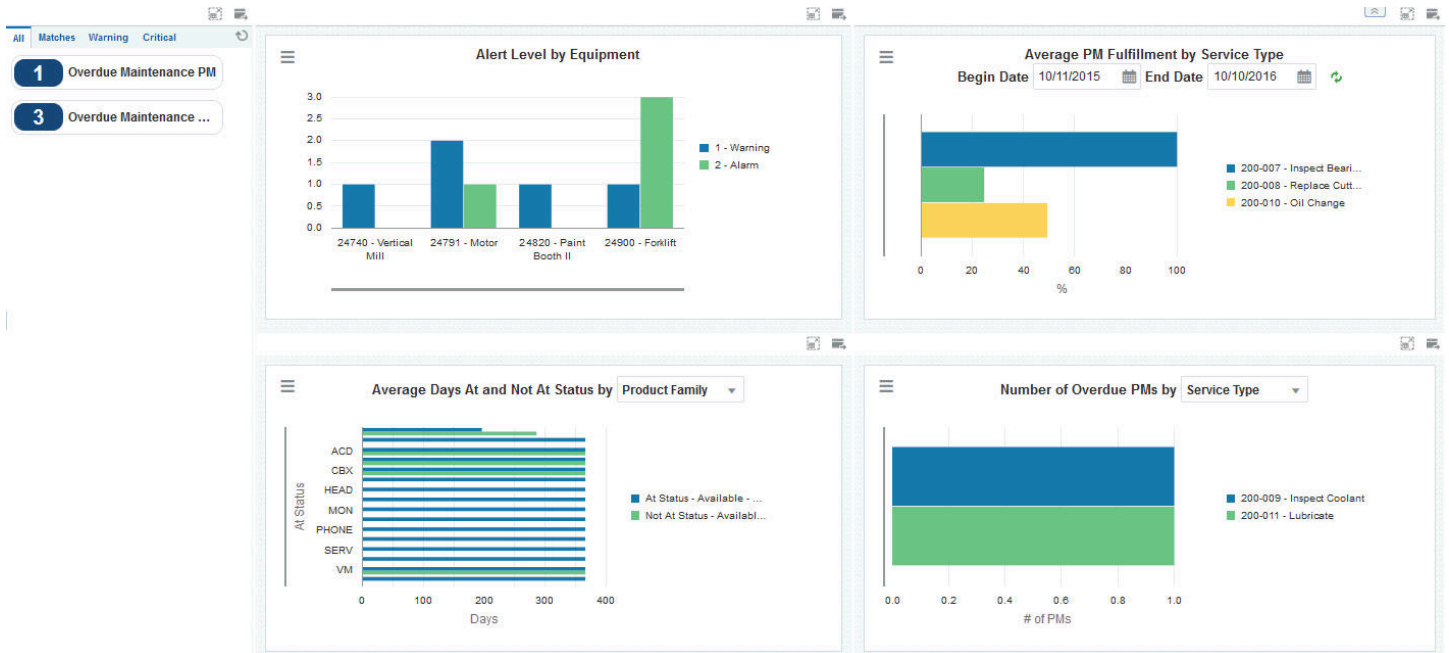 All Matches Warning Critical
1 Overdue Maintenance PM
3 Overdue Maintenance ...
Alert Level by Equipment
3.0
2.5
2.0
1.5
1.0
0.5
0.0
24740 - Vertical Mill
24791 - Motor
24820 - Paint Booth II
24900 - Forklift
1 - Warning
2 - Alarm
Average PM Fulfillment by Service Type
Begin Date 10/11/2015 End Date 10/10/2016
200-007 - Inspect Beari...
200-008 - Replace Cutt...
200-010 - Oil Change
0 20 40 60 80 100
%
Average Days At and Not At Status by Product Family
At Status
ACD
CBX
HEAD
MON
PHONE
SERV
VM
0 100 200 300 400
Days
At Status - Available - ...
Not At Status - Availabl...
Number of Overdue PMs by Service Type
200-009 - Inspect Coolant
200-011 - Lubricate
0.0 0.2 0.4 0.6 0.8 1.0
# of PMs